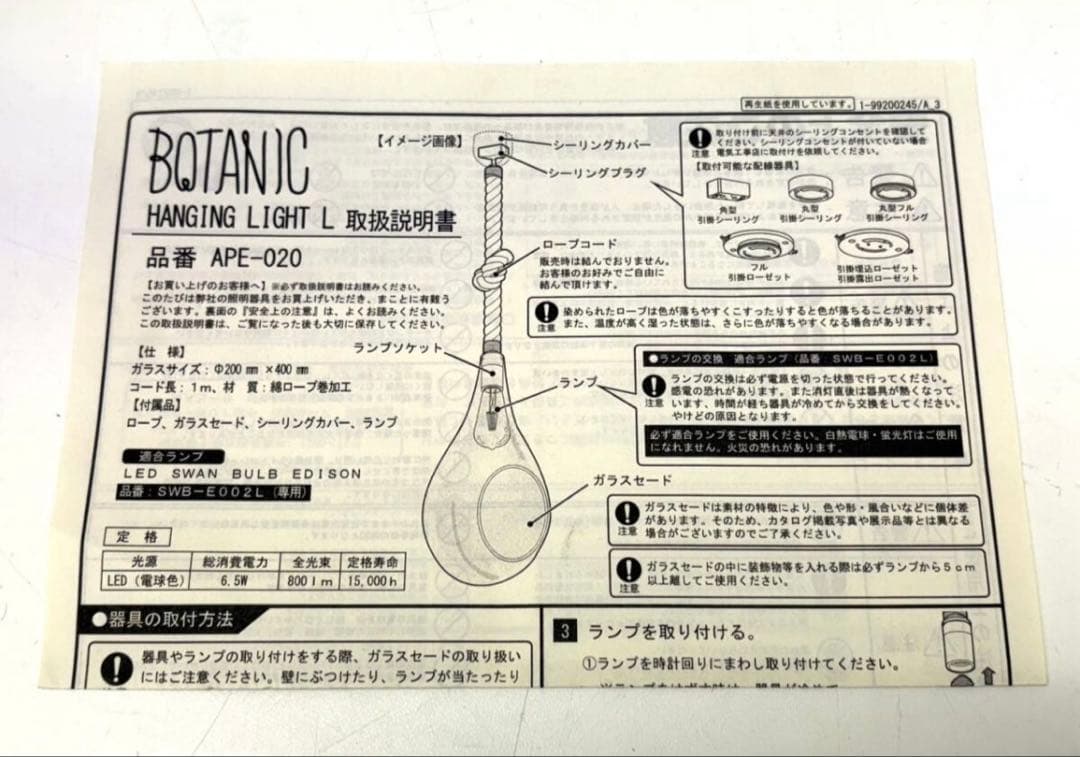 再生紙を使用しています。 1-99200245/A_3
BOTANIC
HANGING LIGHT L 取扱説明書
品番 APE-020
【お買い上げのお客様へ】※必ず取扱説明書はお読みください。
このたびは弊社の照明器具をお買上げいただき、まことに有難う
ございます。裏面の『安全上の注意』は、よくお読みください。
この取扱説明書は、ご覧になった後も大切に保存してください。
【仕 様】
ガラスサイズ：Φ200㎜ ×400㎜
コード長：1m、材 質：綿ロープ巻加工
【付属品】
ロープ、ガラスセード、シーリングカバー、ランプ
適合ランプ
LED SWAN BULB EDISON
品番：SWB-E002L（専用）
定 格
光源 総消費電力 全光束 定格寿命
LED（電球色） 6.5W 800lm 15,000h
【イメージ画像】
シーリングカバー
シーリングプラグ
ロープコード
販売時は結んでおりません。
お客様のお好みでご自由に
結んで頂けます。
ランプソケット
ランプ
ガラスセード
注意
取り付け前に天井のシーリングコンセントを確認して
ください。シーリングコンセントが付いていない場合
電気工事店に取付けを依頼してください。
【取付可能な配線器具】
角型
引掛シーリング
丸型
引掛シーリング
丸型フル
引掛シーリング
フル
引掛ローゼット
引掛埋込ローゼット
引掛露出ローゼット
注意
染められたロープは色が落ちやすくこすったりすると色が落ちることがあります。
また、温度が高く湿った状態は、さらに色が落ちやすくなる場合があります。
●ランプの交換 適合ランプ（品番：SWB-E002L）
注意
ランプの交換は必ず電源を切った状態で行ってください。
感電の恐れがあります。また消灯直後は器具が熱くなって
います、時間が経ち器具が冷めてから交換をしてください。
やけどの原因となります。
必ず適合ランプをご使用ください。白熱電球・蛍光灯はご使用
になれません。火災の恐れがあります。
注意
ガラスセードは素材の特徴により、色や形・風合いなどに個体差
があります。そのため、カタログ掲載写真や展示品等とは異なる
場合がございますのでご了承ください。
注意
ガラスセードの中に装飾物等を入れる際は必ずランプから5cm
以上離してご使用ください。
●器具の取付方法
器具やランプの取り付けをする際、ガラスセードの取り扱い
にはご注意ください。壁にぶつけたり、ランプが当たったり
3 ランプを取り付ける。
①ランプを時計回りにまわし取り付けてください。